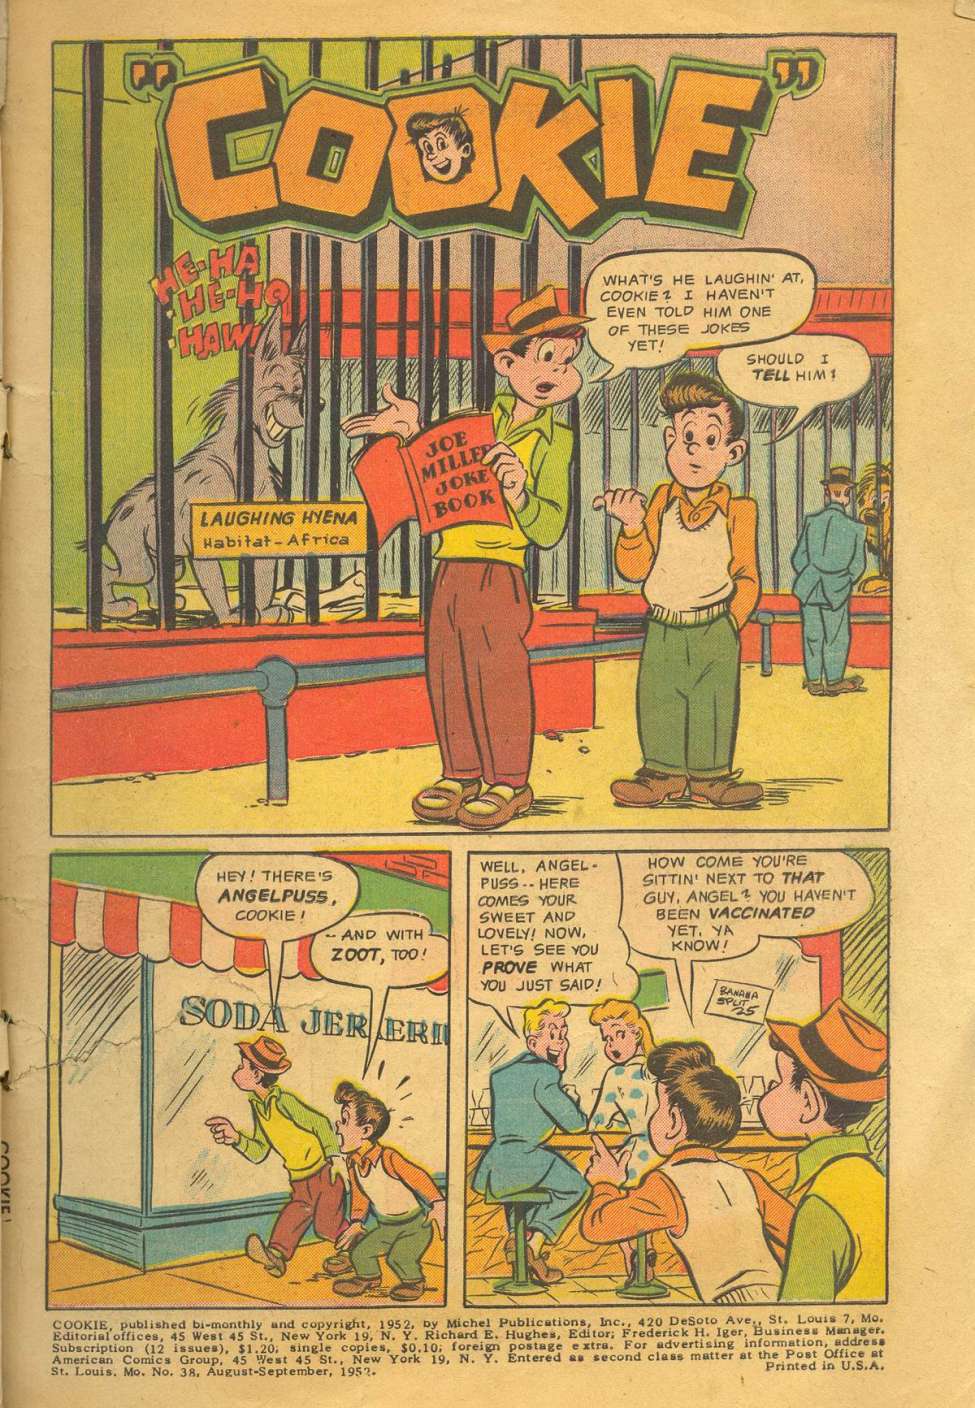 "COOKIE"
HE-HA
HE-HO
HAW!
WHAT'S HE LAUGHIN' AT,
COOKIE? I HAVEN'T
EVEN TOLD HIM ONE
OF THESE JOKES
YET!
SHOULD I
TELL HIM?
JOE
MILLER
JOKE
BOOK
LAUGHING HYENA
Habitat-Africa
HEY! THERE'S
ANGELPUSS,
COOKIE!
-- AND WITH
ZOOT, TOO!
SODA JERKERIE
WELL, ANGEL-
PUSS -- HERE
COMES YOUR
SWEET AND
LOVELY! NOW,
LET'S SEE YOU
PROVE WHAT
YOU JUST SAID!
HOW COME YOU'RE
SITTIN' NEXT TO THAT
GUY, ANGEL? YOU HAVEN'T
BEEN VACCINATED
YET, YA
KNOW!
BANANA
SPLIT
25
COOKIE, published bi-monthly and copyright, 1952, by Michel Publications, Inc., 420 DeSoto Ave., St. Louis 7, Mo.
Editorial offices, 45 West 45 St., New York 19, N. Y. Richard E. Hughes, Editor; Frederick H. Iger, Business Manager.
Subscription (12 issues), $1.20; single copies, $0.10; foreign postage extra. For advertising information, address
American Comics Group, 45 West 45 St., New York 19, N. Y. Entered as second class matter at the Post Office at
St. Louis, Mo. No. 38, August-September, 1952. Printed in U.S.A.